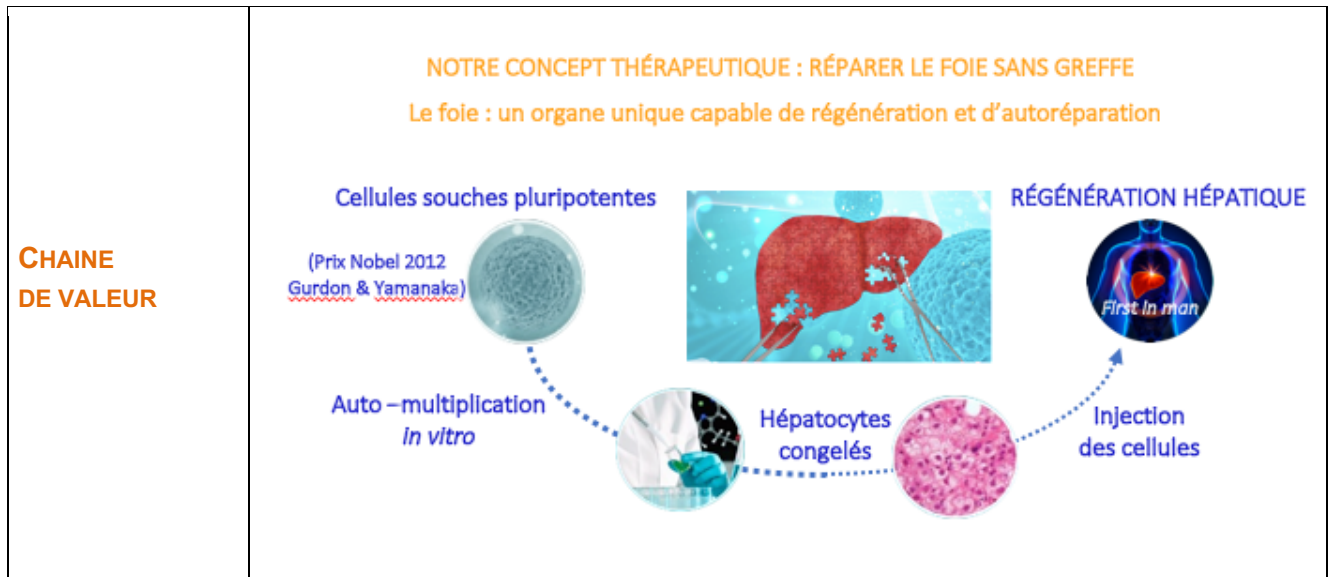 CHAINE
DE VALEUR
NOTRE CONCEPT THÉRAPEUTIQUE : RÉPARER LE FOIE SANS GREFFE
Le foie : un organe unique capable de régénération et d'autoréparation
Cellules souches pluripotentes
(Prix Nobel 2012
Gurdon & Yamanaka)
Auto –multiplication
in vitro
Hépatocytes
congelés
Injection
des cellules
RÉGÉNÉRATION HÉPATIQUE
First in man